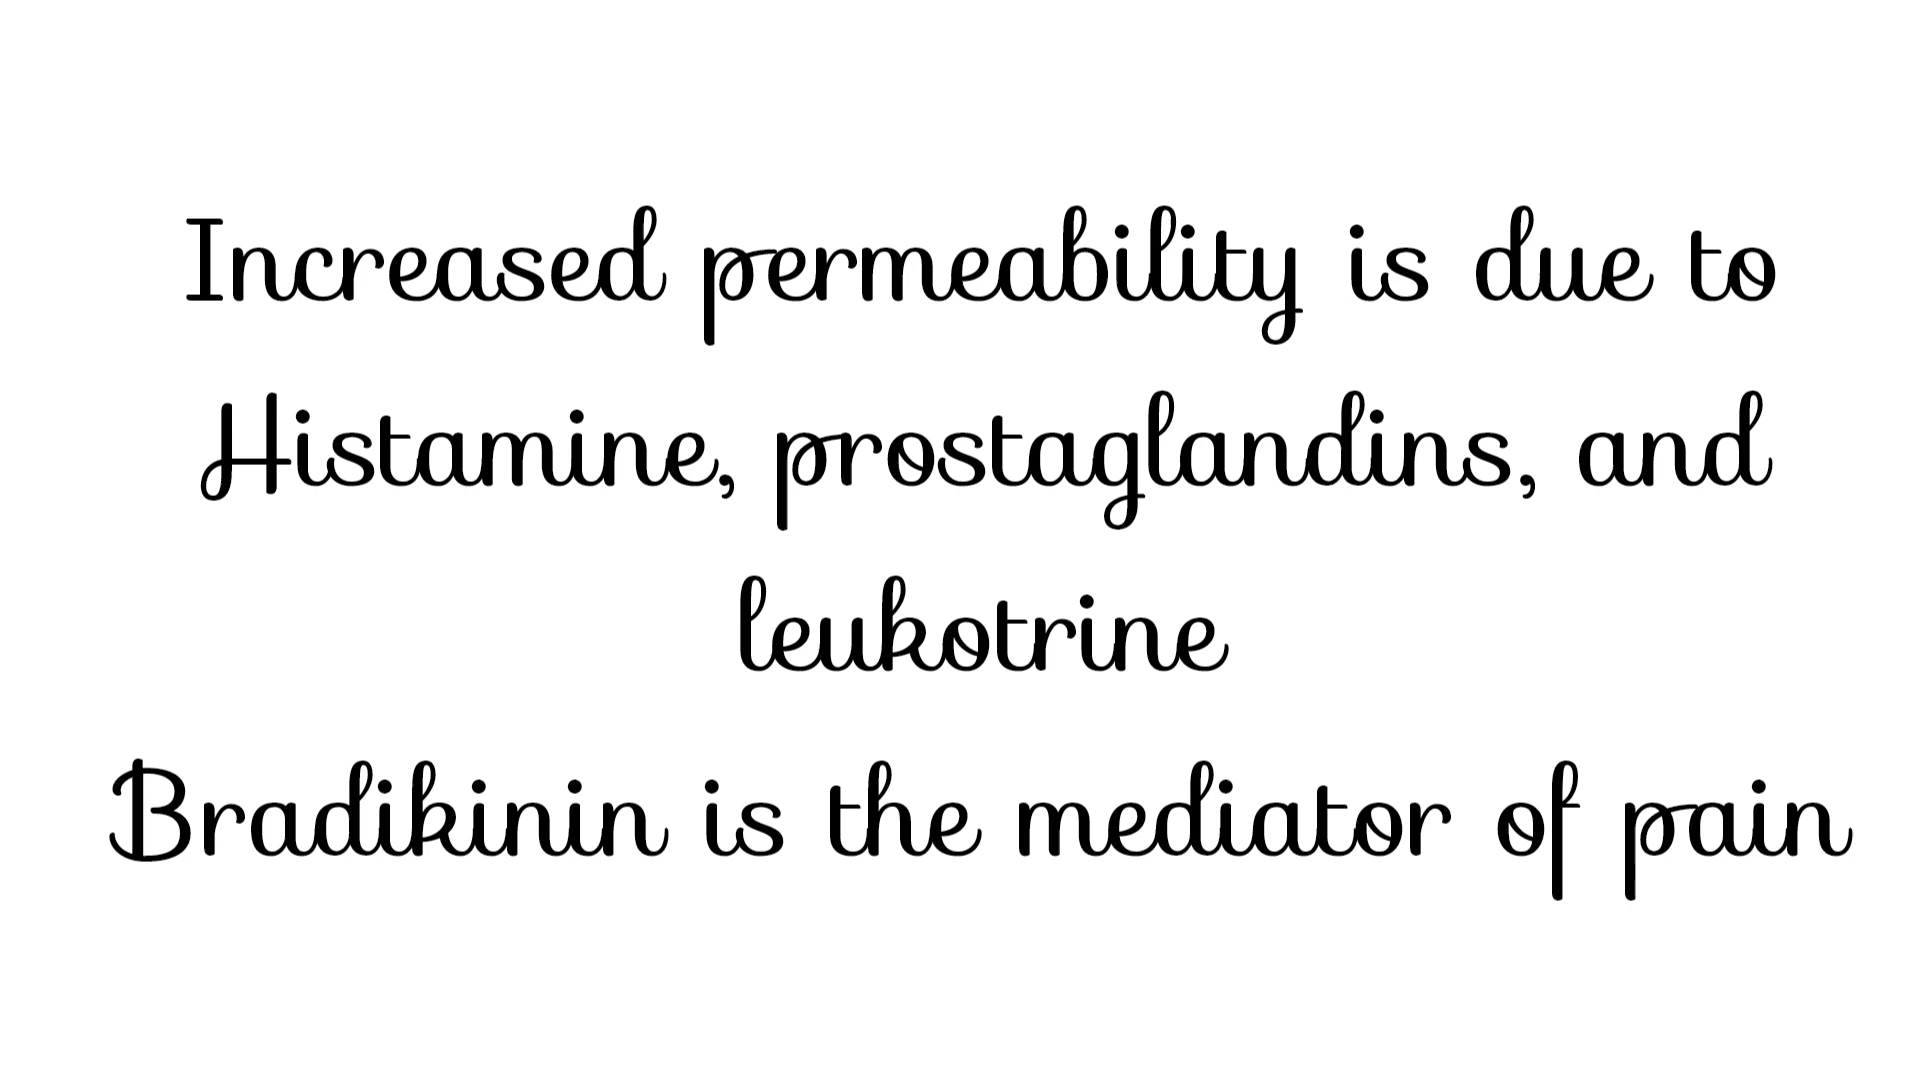 Increased permeability is due to
Histamine, prostaglandins, and
leukotrine
Bradikinin is the mediator of pain